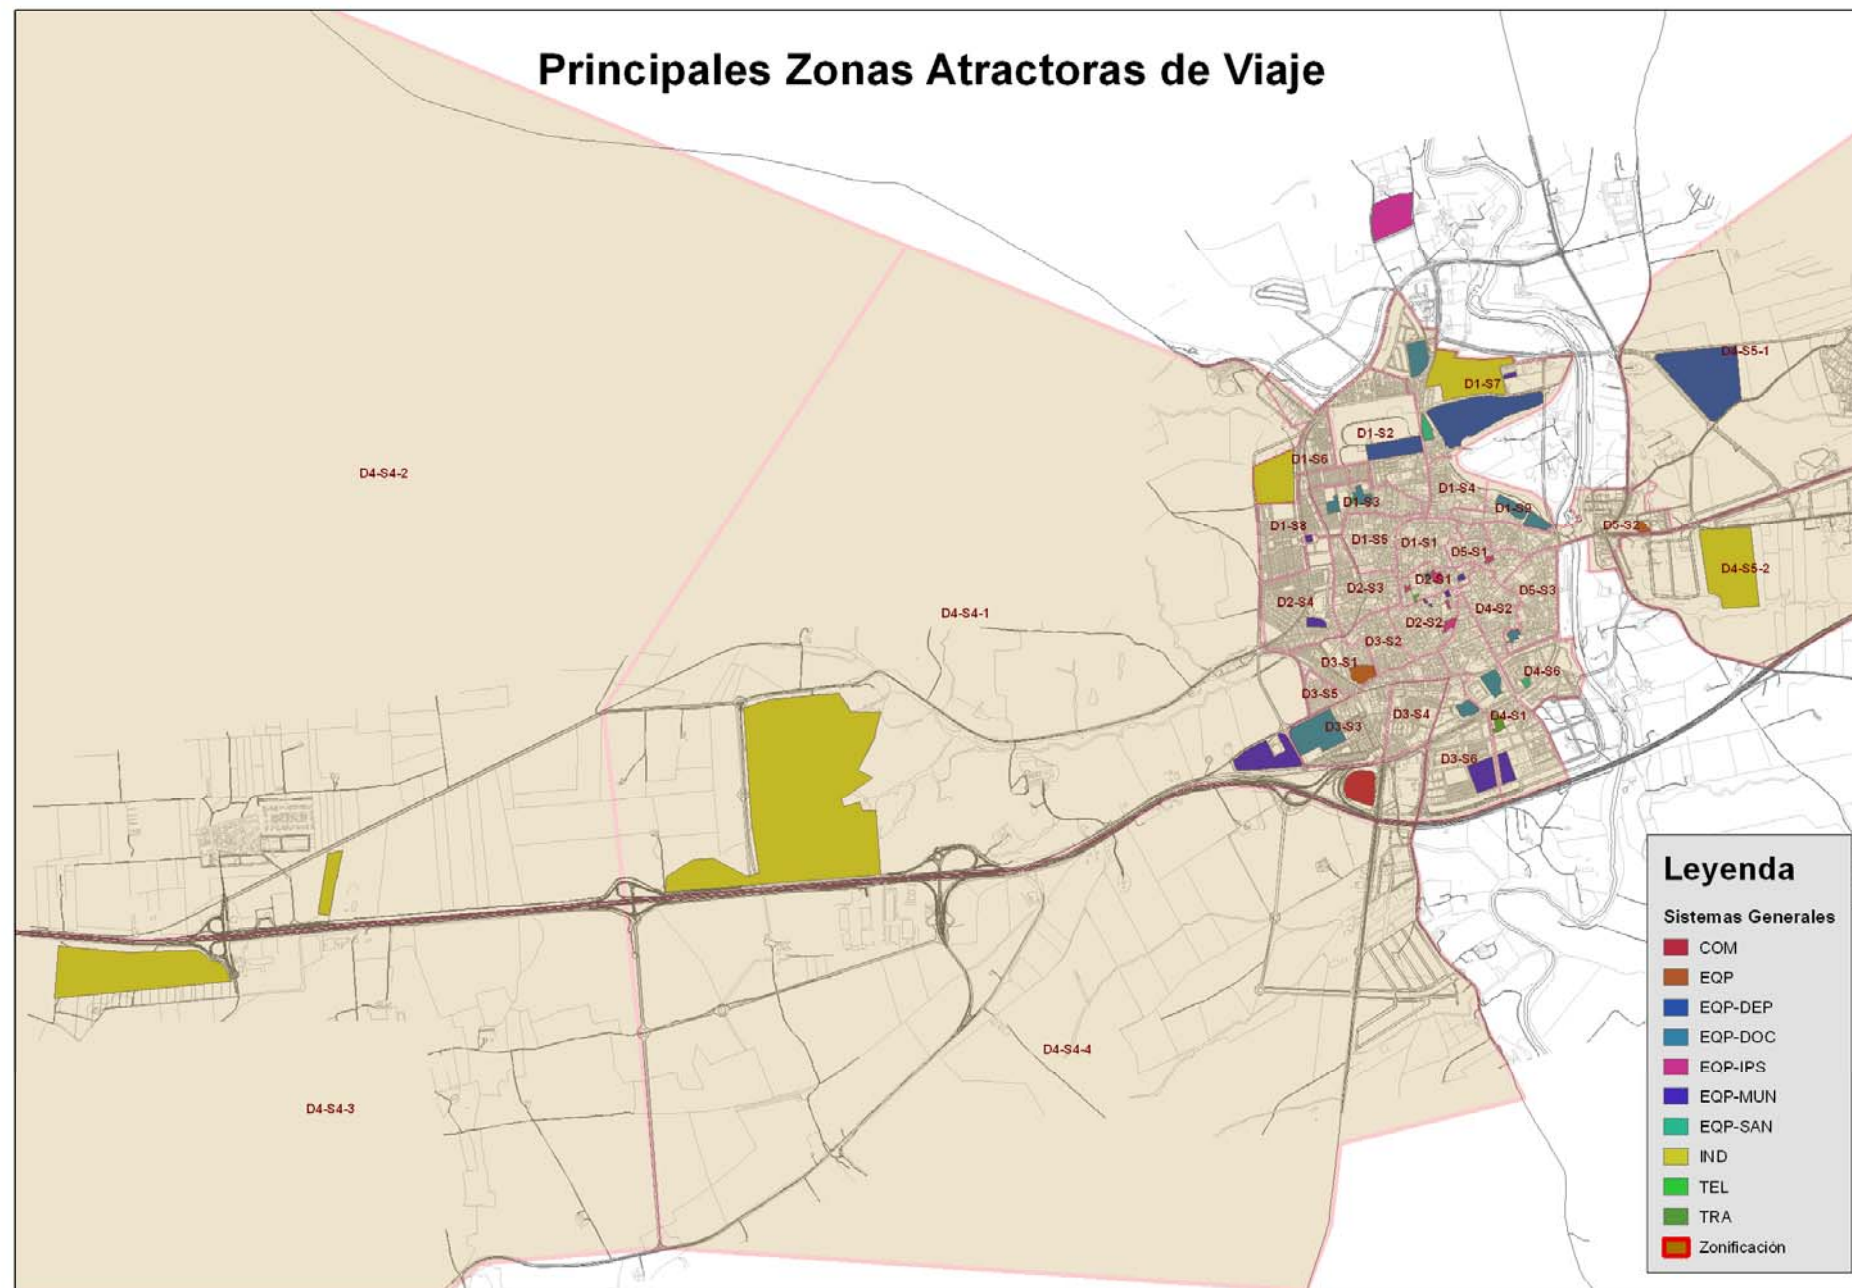 Principales Zonas Atractoras de Viaje
D4-S5-1
D1-S7
D1-S2
D1-S6
D4-S4-2
D1-S4
D1-S3
D1-S9
D1-S8
D5-S2
D1-S5
D1-S1
D5-S1
D4-S5-2
D2-S1
D2-S3
D5-S3
D2-S4
D4-S2
D4-S4-1
D2-S2
D3-S2
D3-S1
D4-S6
D3-S5
D3-S4
D4-S1
D3-S3
D3-S6
D4-S4-4
D4-S4-3
Leyenda
Sistemas Generales
COM
EQP
EQP-DEP
EQP-DOC
EQP-IPS
EQP-MUN
EQP-SAN
IND
TEL
TRA
Zonificación